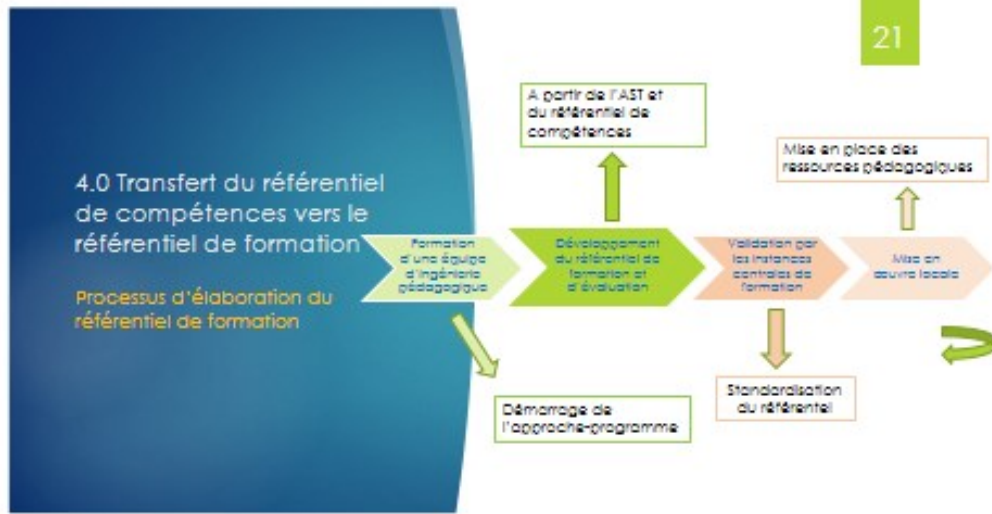 21
A partir de l'AST et
du référentiel de
compétences
Mise en place des
ressources pédagogiques
4.0 Transfert du référentiel
de compétences vers le
référentiel de formation
Processus d'élaboration du
référentiel de formation
Formation
d'une équipe
d'ingénierie
pédagogique
Développement
du référentiel de
formation et
d'évaluation
Validation par
les instances
centrales de
formation
Mise en
œuvre locale
Démarrage de
l'approche-programme
Standardisation
du référentel